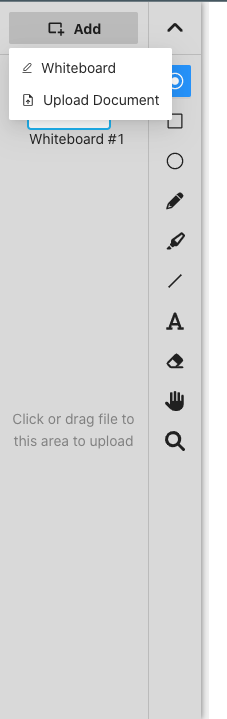 Add
Whiteboard
Upload Document
Whiteboard #1
Click or drag file to
this area to upload